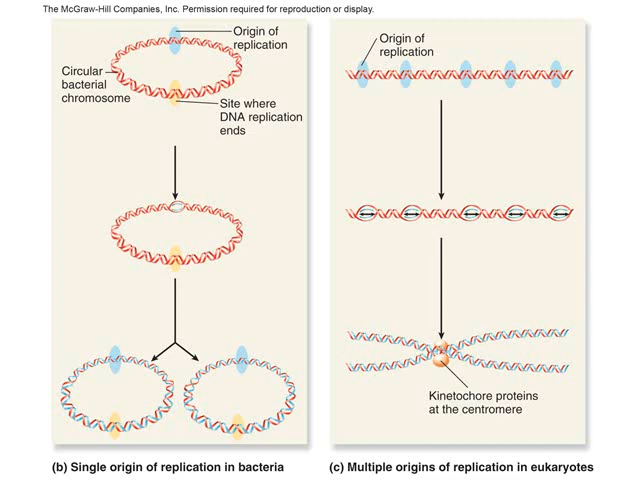 The McGraw-Hill Companies, Inc. Permission required for reproduction or display.
Origin of
replication
Circular
bacterial
chromosome
Site where
DNA replication
ends
(b) Single origin of replication in bacteria
Origin of
replication
Kinetochore proteins
at the centromere
(c) Multiple origins of replication in eukaryotes